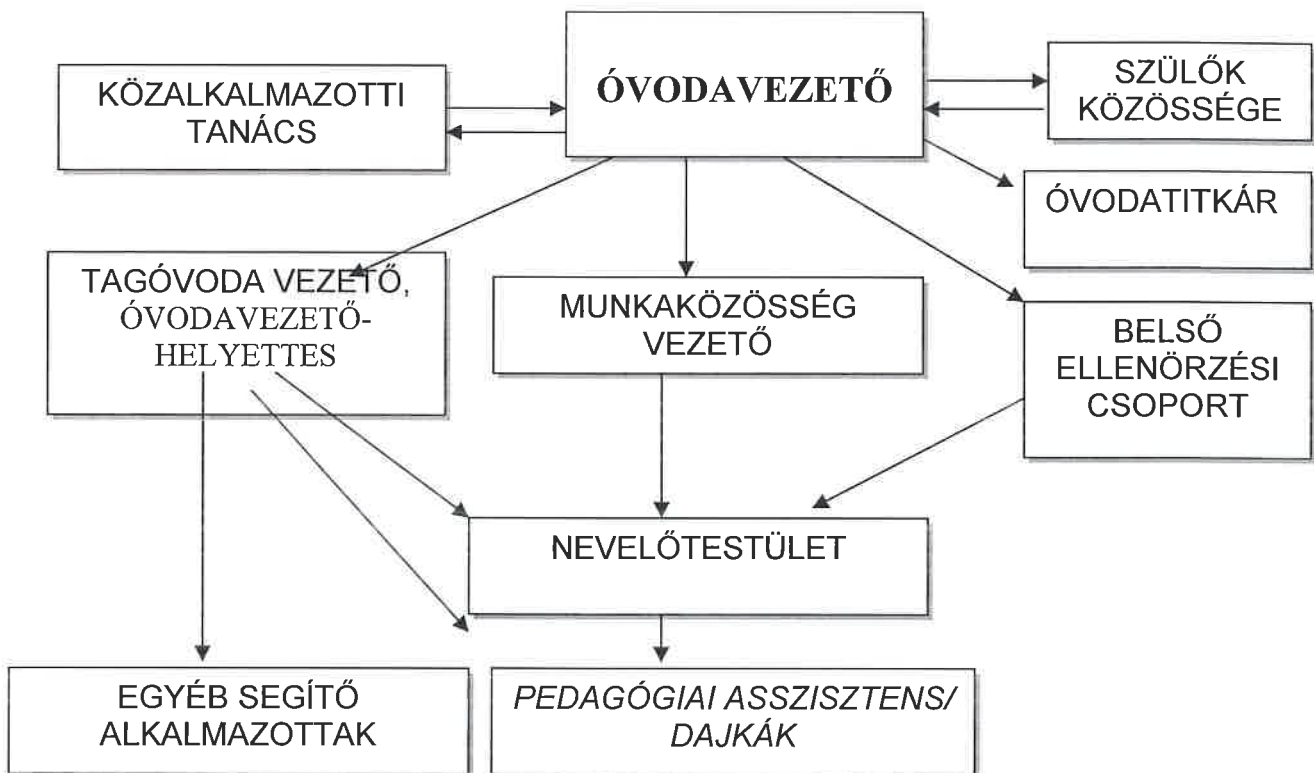 ÓVODAVEZETŐ
KÖZALKALMAZOTTI
TANÁCS
SZÜLŐK
KÖZÖSSÉGE
ÓVODATITKÁR
TAGÓVODA VEZETŐ,
ÓVODAVEZETŐ-
HELYETTES
MUNKAKÖZÖSSÉG
VEZETŐ
BELSŐ
ELLENÖRZÉSI
CSOPORT
NEVELŐTESTÜLET
EGYÉB SEGÍTŐ
ALKALMAZOTTAK
PEDAGÓGIAI ASSZISZTENS/
DAJKÁK